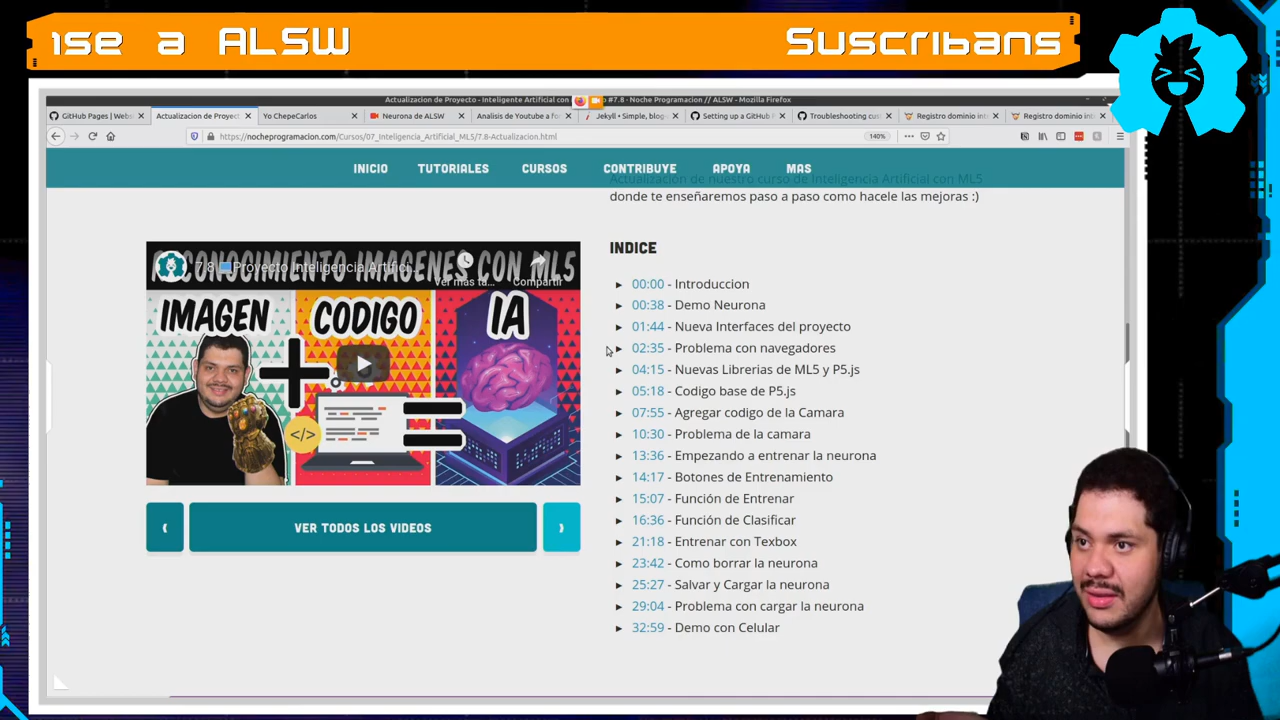 ise a ALSW
Suscribans
Actualizacion de Proyecto - Inteligente Artificial con
#7.8 - Noche Programacion // ALSW - Mozilla Firefox
GitHub Pages | Webs
Actualizacion de Proyect
Yo ChepeCarlos
Neurona de ALSW
Analisis de Youtube a fo
Jekyll • Simple, blog-
Setting up a GitHub P
Troubleshooting cus
Registro dominio int
Registro dominio int
https://nocheprogramacion.com/Cursos/07_Inteligencia_Artificial_ML5/7.8-Actualizacion.html
140%
INICIO
TUTORIALES
CURSOS
CONTRIBUYE
APOYA
MAS
Actualizacion de nuestro curso de Inteligencia Artificial con ML5
donde te enseñaremos paso a paso como hacele las mejoras :)
RECONOCIMIENTO IMAGENES CON ML5
7.8
Proyecto Inteligencia Artifici...
Ver más ta...
Compartir
IMAGEN
CODIGO
IA
</>
VER TODOS LOS VIDEOS
INDICE
00:00 - Introduccion
00:38 - Demo Neurona
01:44 - Nueva Interfaces del proyecto
02:35 - Problema con navegadores
04:15 - Nuevas Librerias de ML5 y P5.js
05:18 - Codigo base de P5.js
07:55 - Agregar codigo de la Camara
10:30 - Problema de la camara
13:36 - Empezando a entrenar la neurona
14:17 - Botones de Entrenamiento
15:07 - Función de Entrenar
16:36 - Función de Clasificar
21:18 - Entrenar con Texbox
23:42 - Como borrar la neurona
25:27 - Salvar y Cargar la neurona
29:04 - Problema con cargar la neurona
32:59 - Demo con Celular